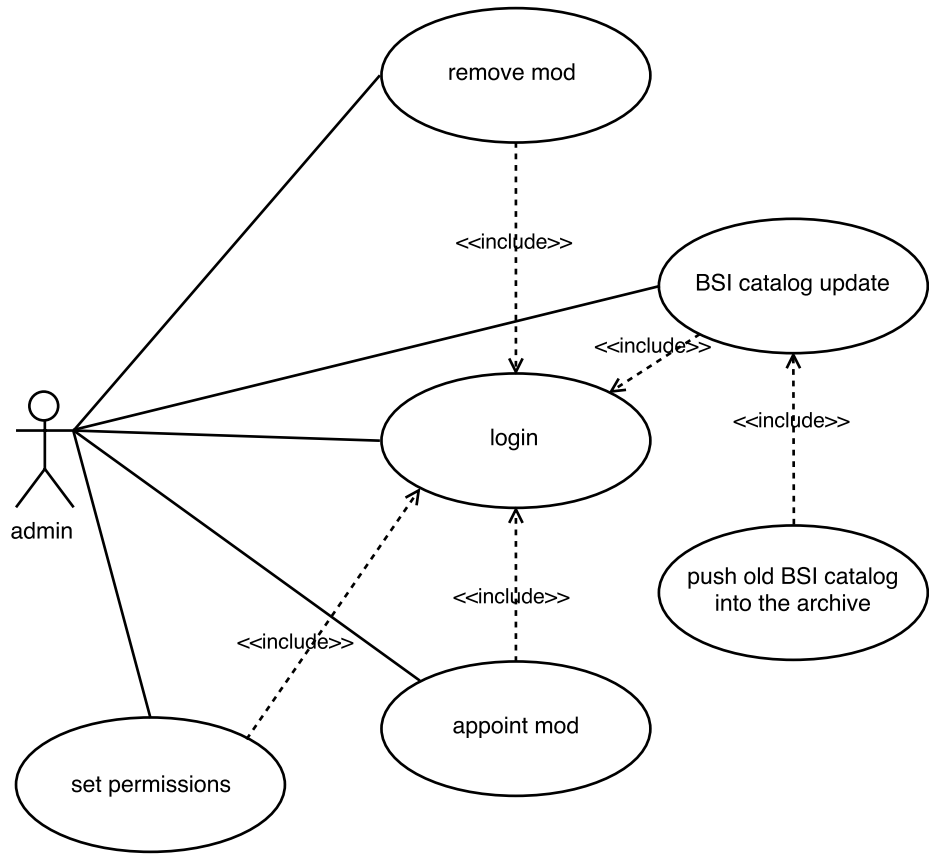 remove mod
<<include>>
BSI catalog update
<<include>>
<<include>>
login
admin
push old BSI catalog
into the archive
<<include>>
<<include>>
appoint mod
set permissions